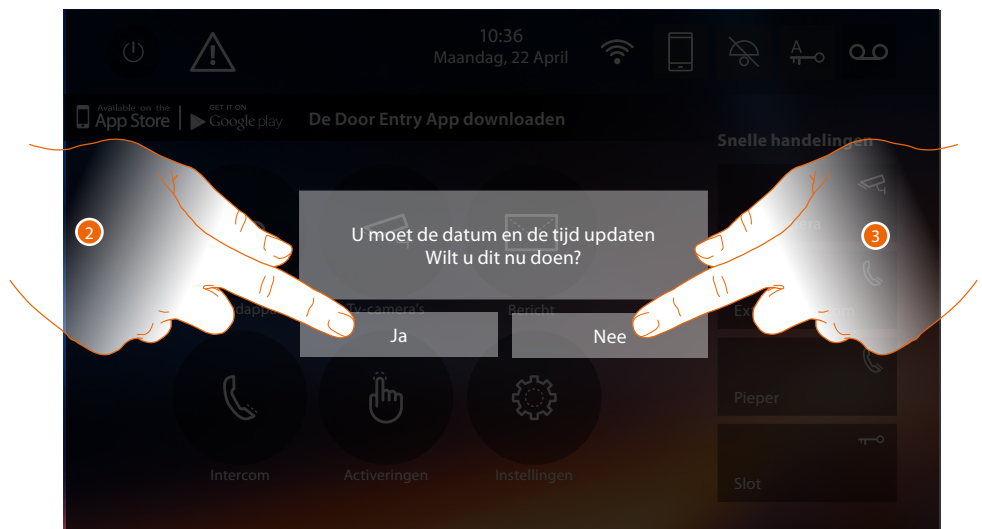 10:36
Maandag, 22 April
A
Available on the
App Store
GET IT ON
Google play
De Door Entry App downloaden
Snelle handelingen
2
3
U moet de datum en de tijd updaten
Wilt u dit nu doen?
Tv-camera's
Bericht
Ja
Nee
Pieper
Intercom
Activeringen
Instellingen
Slot